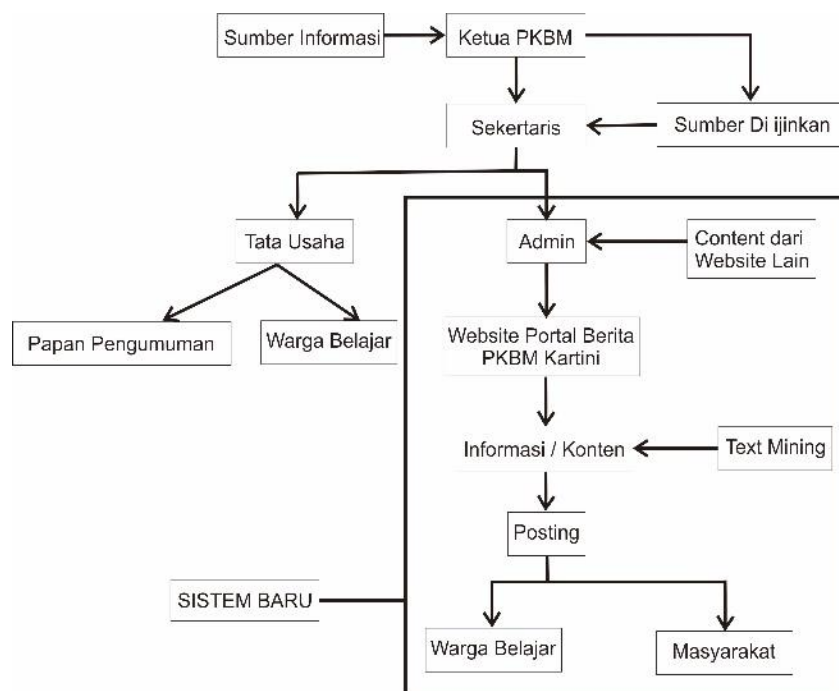 Sumber Informasi
Ketua PKBM
Sekertaris
Sumber Di ijinkan
Tata Usaha
Admin
Content dari
Website Lain
Papan Pengumuman
Warga Belajar
Website Portal Berita
PKBM Kartini
Informasi / Konten
Text Mining
Posting
SISTEM BARU
Warga Belajar
Masyarakat